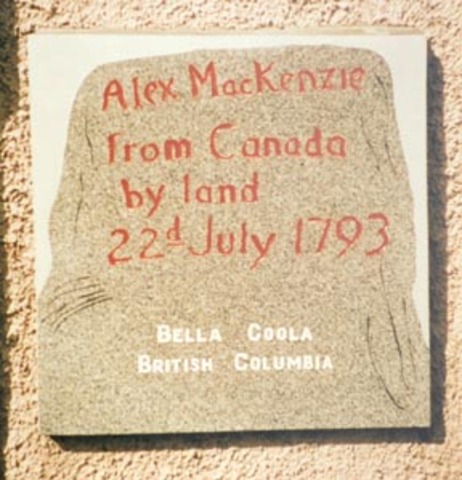 Alex MacKenzie
from Canada
by land
22d July 1793
BELLA COOLA
BRITISH COLUMBIA